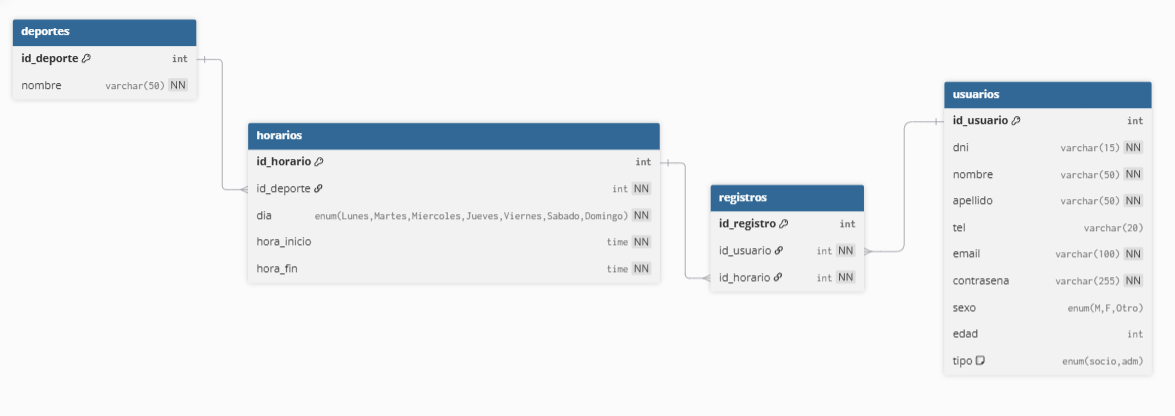 deportes
id_deporte int
nombre varchar(50) NN
horarios
id_horario int
id_deporte int NN
dia enum(Lunes,Martes,Miercoles,Jueves,Viernes,Sabado,Domingo) NN
hora_inicio time NN
hora_fin time NN
registros
id_registro int
id_usuario int NN
id_horario int NN
usuarios
id_usuario int
dni varchar(15) NN
nombre varchar(50) NN
apellido varchar(50) NN
tel varchar(20)
email varchar(100) NN
contrasena varchar(255) NN
sexo enum(M,F,Otro)
edad int
tipo enum(socio,adm)